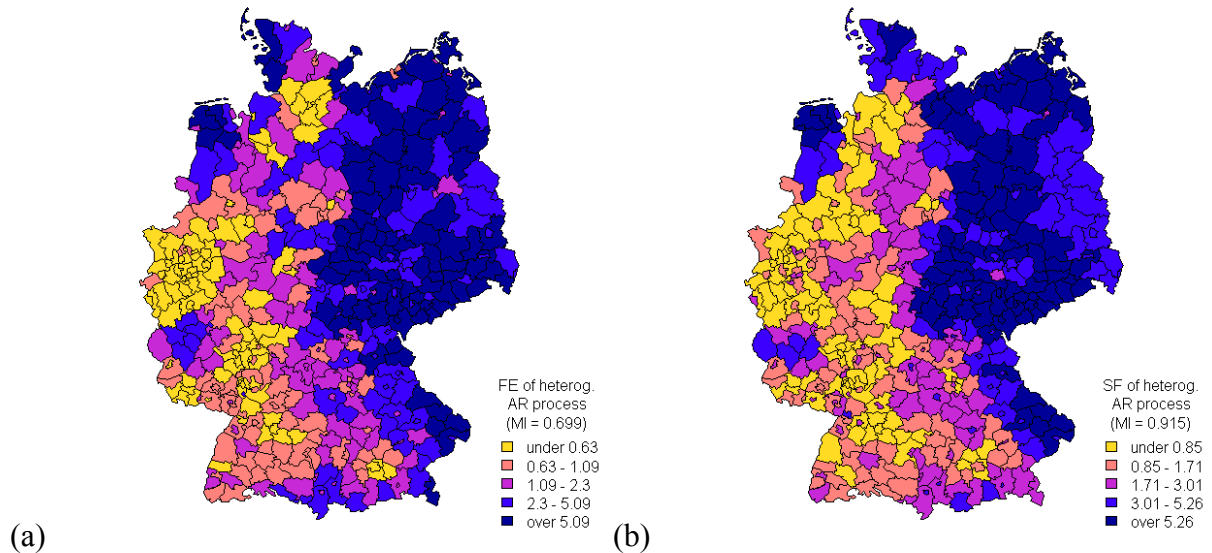 FE of heterog.
AR process
(MI = 0.699)
under 0.63
0.63 - 1.09
1.09 - 2.3
2.3 - 5.09
over 5.09
(a)
SF of heterog.
AR process
(MI = 0.915)
under 0.85
0.85 - 1.71
1.71 - 3.01
3.01 - 5.26
over 5.26
(b)